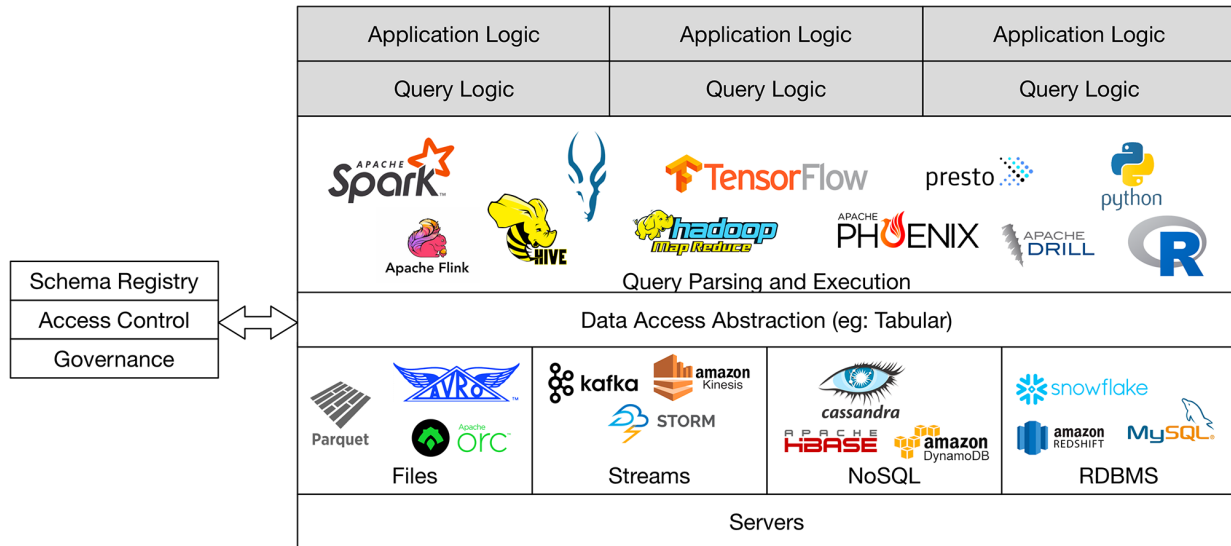 Application Logic
Application Logic
Application Logic
Query Logic
Query Logic
Query Logic
APACHE
Spark™
TensorFlow
presto
python
Apache Flink
HIVE
hadoop
Map Reduce
APACHE
PHOENIX
APACHE
DRILL
R
Query Parsing and Execution
Schema Registry
Access Control
Governance
Data Access Abstraction (eg: Tabular)
Parquet
AVRO™
Apache
orc™
Files
kafka
amazon
Kinesis
STORM
Streams
cassandra
APACHE
HBASE
amazon
DynamoDB
NoSQL
snowflake
amazon
REDSHIFT
MySQL®
RDBMS
Servers